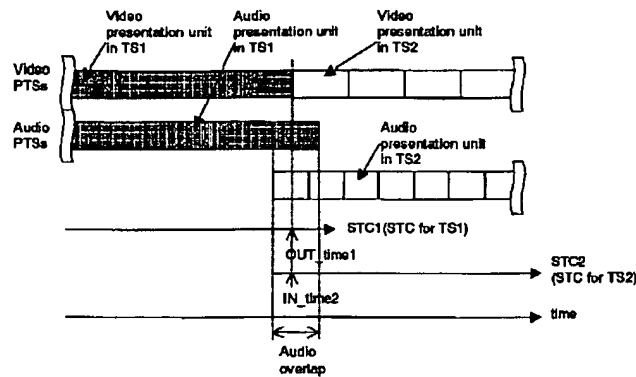 Video
presentation unit
in TS1
Audio
presentation unit
in TS1
Video
presentation unit
in TS2
Video
PTSs
Audio
PTSs
Audio
presentation unit
in TS2
STC1(STC for TS1)
OUT_time1
STC2
(STC for TS2)
IN_time2
time
Audio
overlap